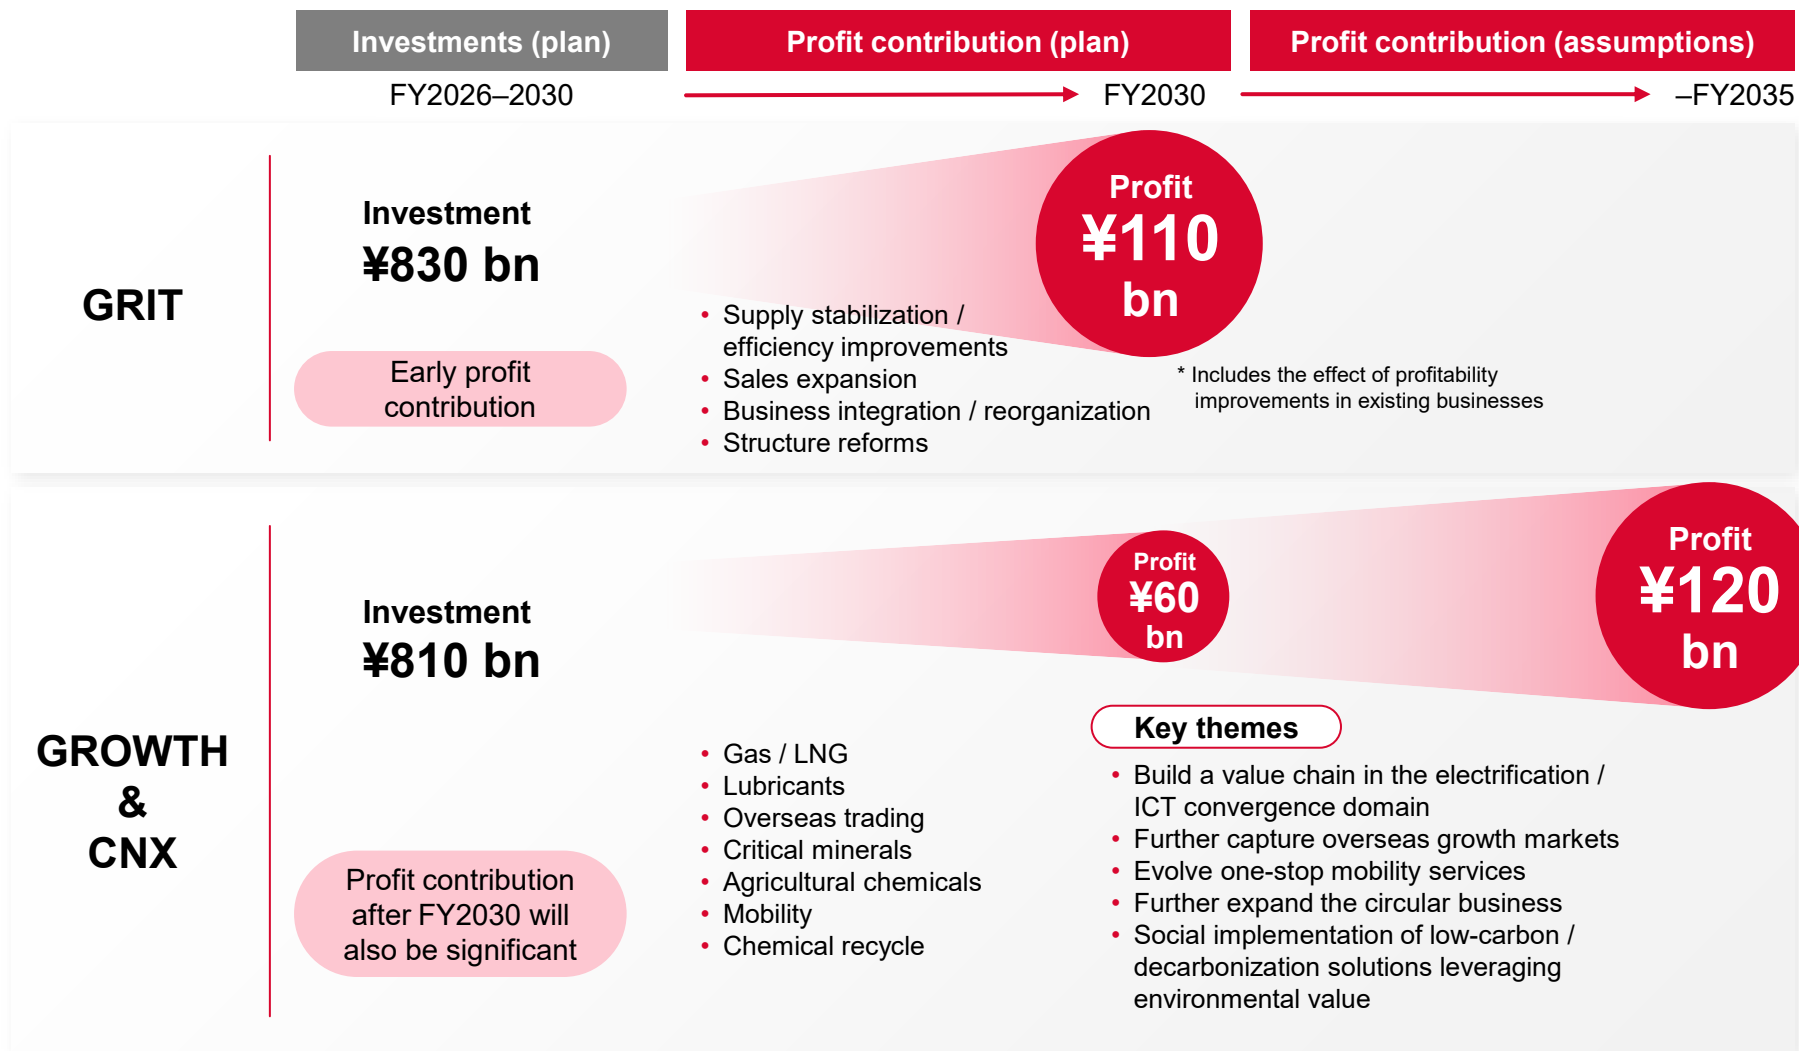 Investments (plan)
Profit contribution (plan)
Profit contribution (assumptions)
FY2026–2030
FY2030
–FY2035
GRIT
Investment
¥830 bn
Early profit
contribution
Profit
¥110
bn
• Supply stabilization /
efficiency improvements
• Sales expansion
• Business integration / reorganization
• Structure reforms
* Includes the effect of profitability
improvements in existing businesses
GROWTH
&
CNX
Investment
¥810 bn
Profit contribution
after FY2030 will
also be significant
Profit
¥60
bn
Profit
¥120
bn
• Gas / LNG
• Lubricants
• Overseas trading
• Critical minerals
• Agricultural chemicals
• Mobility
• Chemical recycle
Key themes
• Build a value chain in the electrification /
ICT convergence domain
• Further capture overseas growth markets
• Evolve one-stop mobility services
• Further expand the circular business
• Social implementation of low-carbon /
decarbonization solutions leveraging
environmental value